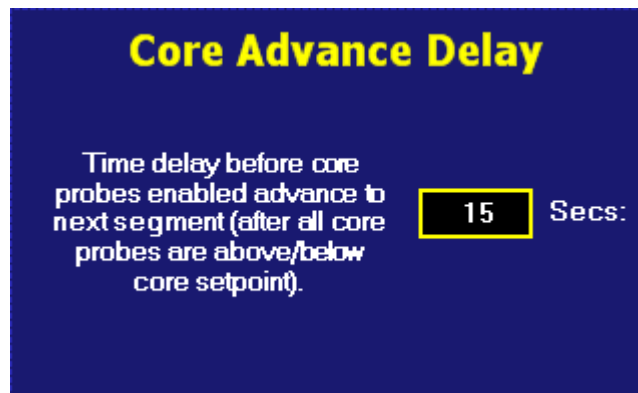 Core Advance Delay
Time delay before core
probes enabled advance to
next segment (after all core
probes are above/below
core setpoint).
15 Secs: